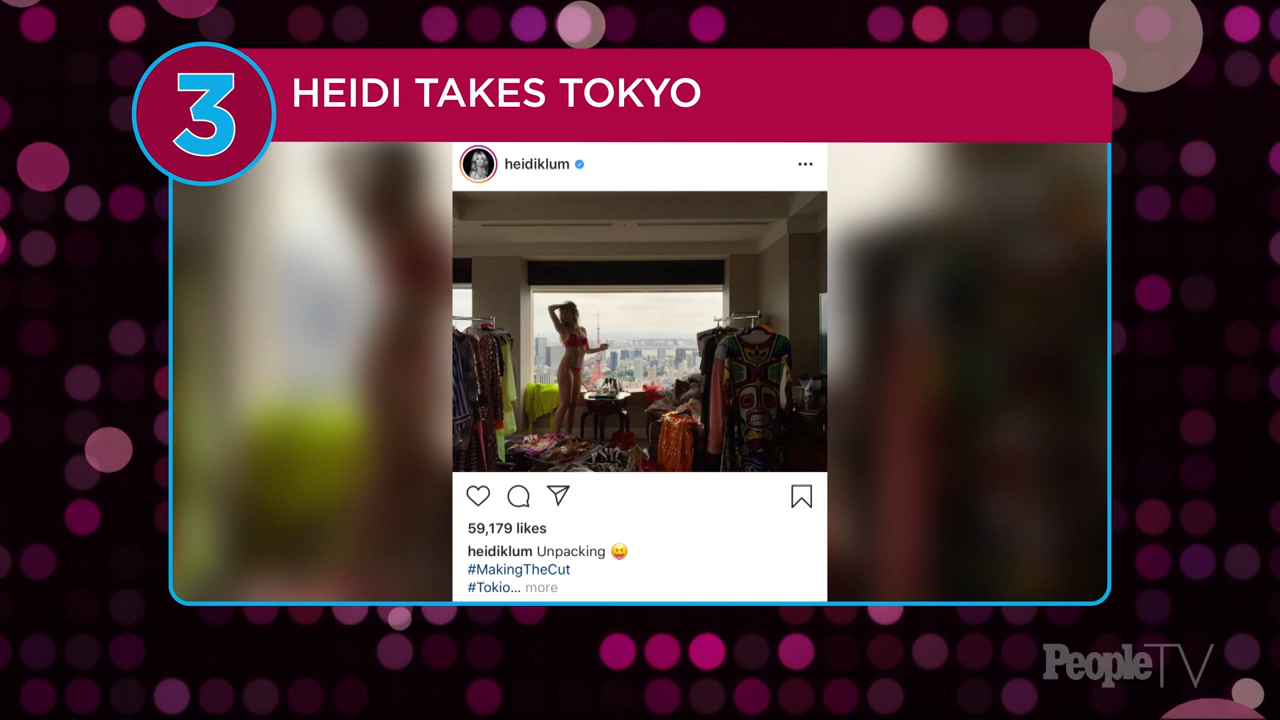 3
HEIDI TAKES TOKYO
heidiklum
59,179 likes
heidiklum Unpacking 😝
#MakingTheCut
#Tokio... more
PeopleTV